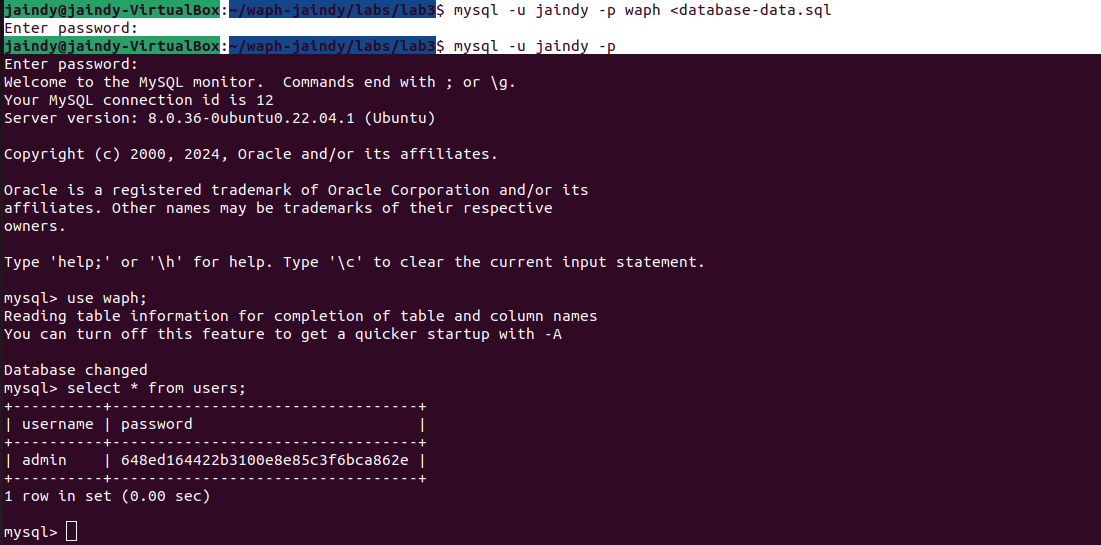 jaindy@jaindy-VirtualBox:~/waph-jaindy/labs/lab3$ mysql -u jaindy -p waph <database-data.sql
Enter password:
jaindy@jaindy-VirtualBox:~/waph-jaindy/labs/lab3$ mysql -u jaindy -p
Enter password:
Welcome to the MySQL monitor.  Commands end with ; or \g.
Your MySQL connection id is 12
Server version: 8.0.36-0ubuntu0.22.04.1 (Ubuntu)

Copyright (c) 2000, 2024, Oracle and/or its affiliates.

Oracle is a registered trademark of Oracle Corporation and/or its
affiliates. Other names may be trademarks of their respective
owners.

Type 'help;' or '\h' for help. Type '\c' to clear the current input statement.

mysql> use waph;
Reading table information for completion of table and column names
You can turn off this feature to get a quicker startup with -A

Database changed
mysql> select * from users;
+----------+----------------------------------+
| username | password                         |
+----------+----------------------------------+
| admin    | 648ed164422b3100e8e85c3f6bca862e |
+----------+----------------------------------+
1 row in set (0.00 sec)

mysql>